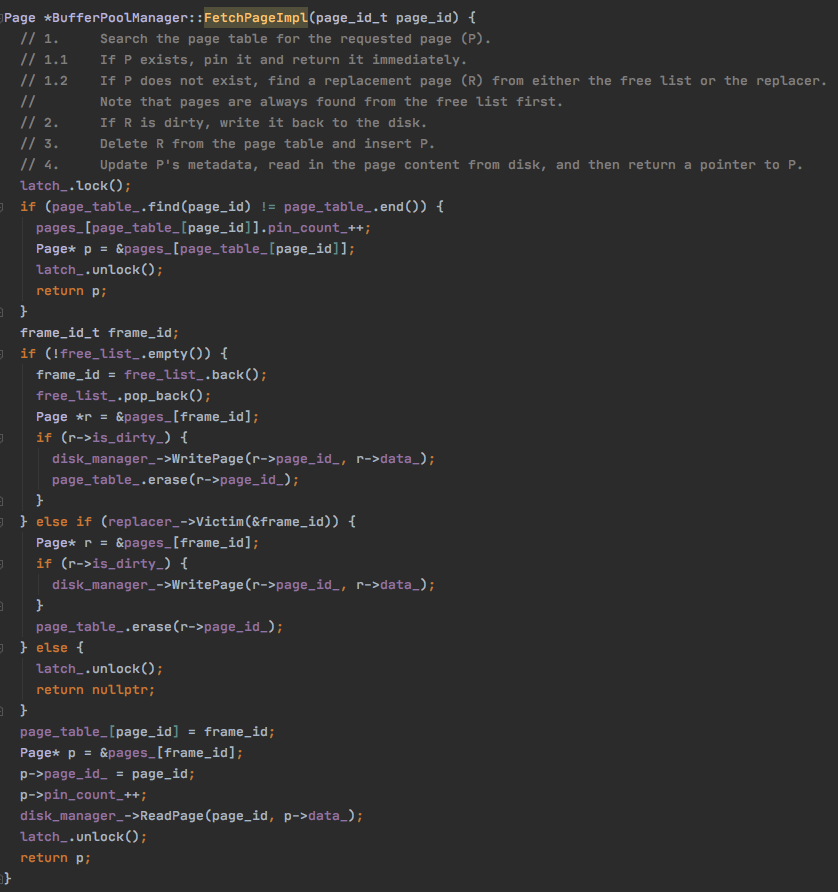 Page *BufferPoolManager::FetchPageImpl(page_id_t page_id) {
  // 1.     Search the page table for the requested page (P).
  // 1.1    If P exists, pin it and return it immediately.
  // 1.2    If P does not exist, find a replacement page (R) from either the free list or the replacer.
  //        Note that pages are always found from the free list first.
  // 2.     If R is dirty, write it back to the disk.
  // 3.     Delete R from the page table and insert P.
  // 4.     Update P's metadata, read in the page content from disk, and then return a pointer to P.
  latch_.lock();
  if (page_table_.find(page_id) != page_table_.end()) {
    pages_[page_table_[page_id]].pin_count_++;
    Page* p = &pages_[page_table_[page_id]];
    latch_.unlock();
    return p;
  }
  frame_id_t frame_id;
  if (!free_list_.empty()) {
    frame_id = free_list_.back();
    free_list_.pop_back();
    Page *r = &pages_[frame_id];
    if (r->is_dirty_) {
      disk_manager_->WritePage(r->page_id_, r->data_);
      page_table_.erase(r->page_id_);
    }
  } else if (replacer_->Victim(&frame_id)) {
    Page* r = &pages_[frame_id];
    if (r->is_dirty_) {
      disk_manager_->WritePage(r->page_id_, r->data_);
    }
    page_table_.erase(r->page_id_);
  } else {
    latch_.unlock();
    return nullptr;
  }
  page_table_[page_id] = frame_id;
  Page* p = &pages_[frame_id];
  p->page_id_ = page_id;
  p->pin_count_++;
  disk_manager_->ReadPage(page_id, p->data_);
  latch_.unlock();
  return p;
}